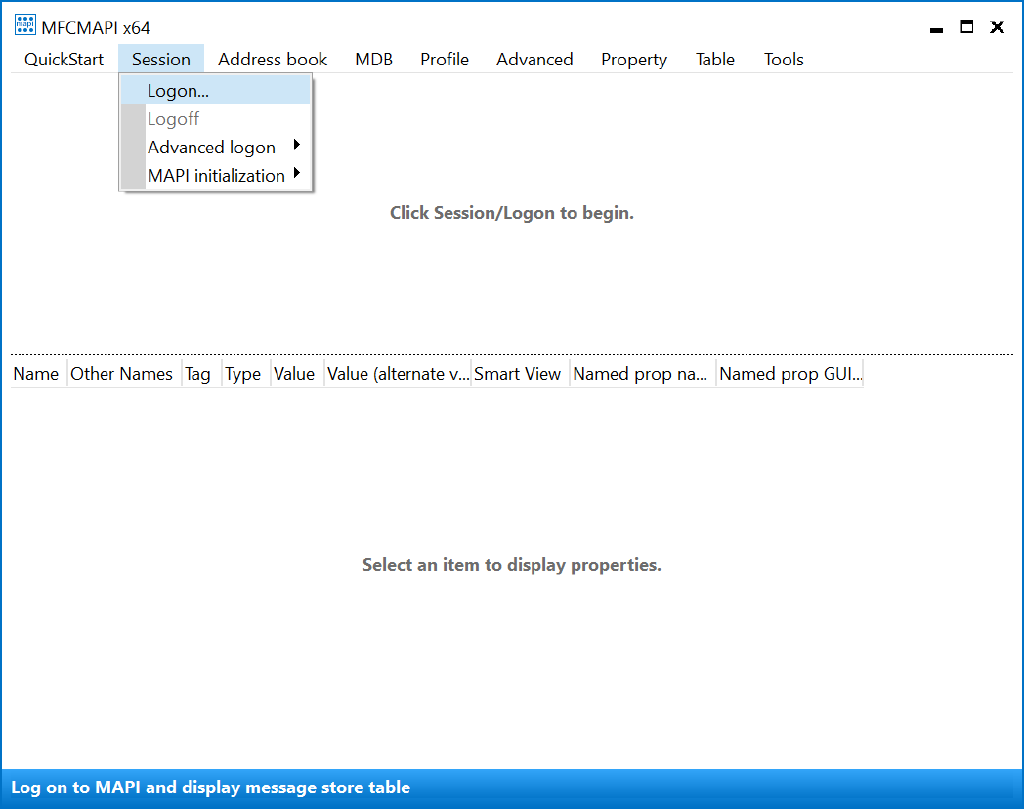 mapi MFCMAPI x64
QuickStart Session Address book MDB Profile Advanced Property Table Tools
Logon...
Logoff
Advanced logon
MAPI initialization
Click Session/Logon to begin.
Name Other Names Tag Type Value Value (alternate v... Smart View Named prop na... Named prop GUI...
Select an item to display properties.
Log on to MAPI and display message store table